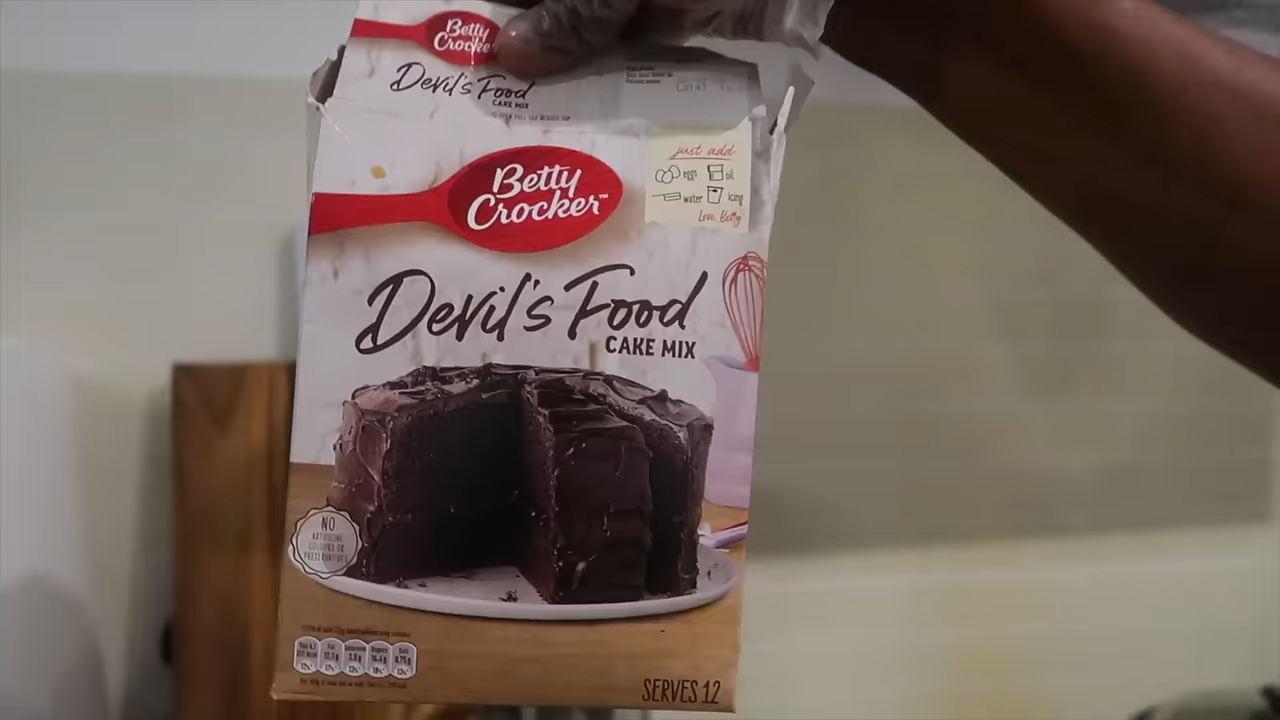 Betty
Crocker
Devil's Food
CAKE MIX
just add
eggs oil
water icing
Love, Betty
Betty
Crocker™
Devil's Food
CAKE MIX
NO
ARTIFICIAL
COLOURS OR
PRESERVATIVES
SERVES 12